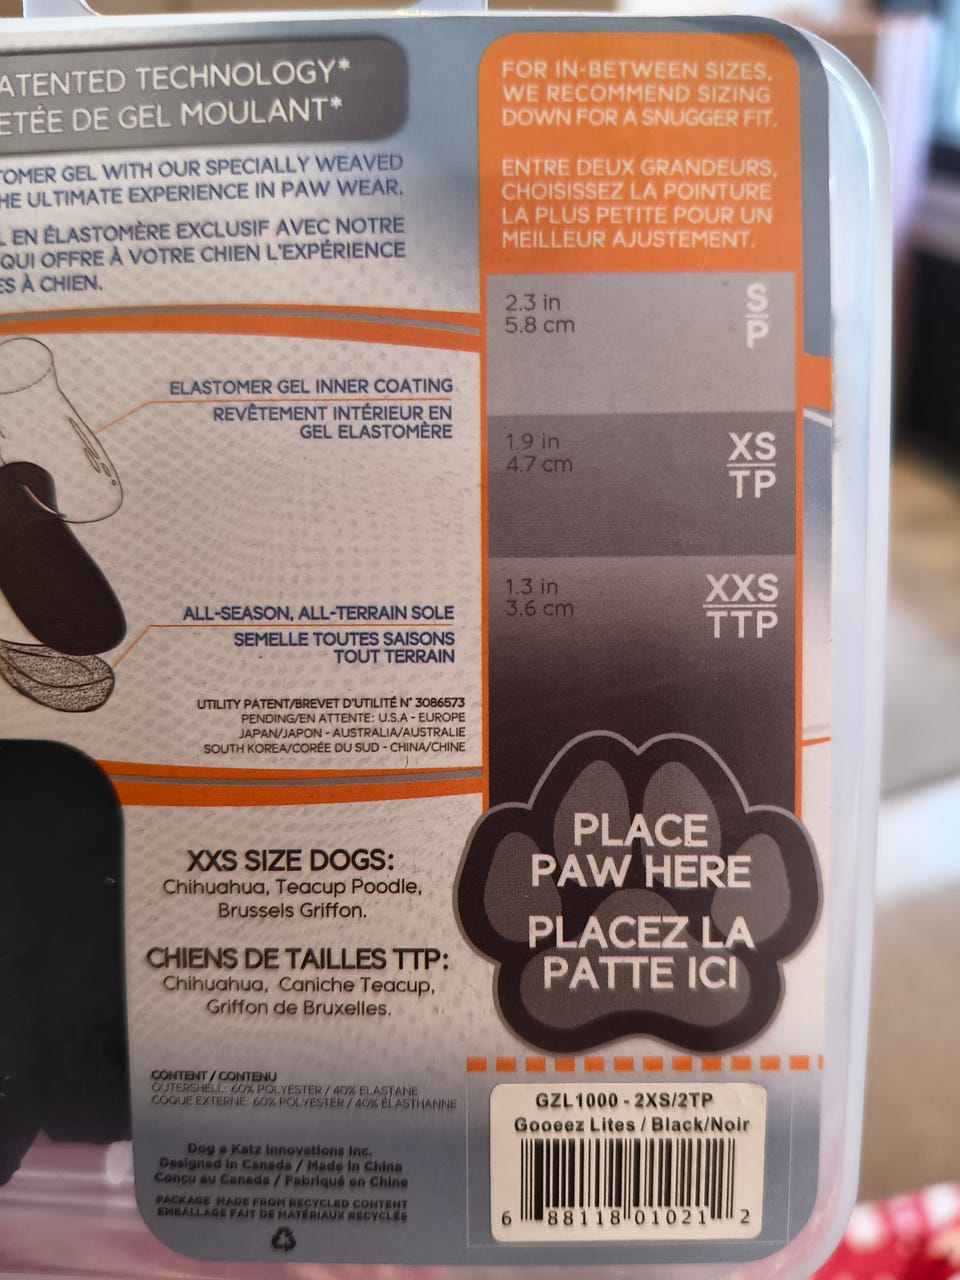 ATENTED TECHNOLOGY*
ETÉE DE GEL MOULANT*
TOMER GEL WITH OUR SPECIALLY WEAVED
HE ULTIMATE EXPERIENCE IN PAW WEAR.
L EN ÉLASTOMÈRE EXCLUSIF AVEC NOTRE
QUI OFFRE À VOTRE CHIEN L'EXPÉRIENCE
ES À CHIEN.
ELASTOMER GEL INNER COATING
REVÊTEMENT INTÉRIEUR EN
GEL ELASTOMÈRE
ALL-SEASON, ALL-TERRAIN SOLE
SEMELLE TOUTES SAISONS
TOUT TERRAIN
UTILITY PATENT/BREVET D'UTILITÉ N° 3086573
PENDING/EN ATTENTE: U.S.A - EUROPE
JAPAN/JAPON - AUSTRALIA/AUSTRALIE
SOUTH KOREA/CORÉE DU SUD - CHINA/CHINE
XXS SIZE DOGS:
Chihuahua, Teacup Poodle,
Brussels Griffon.
CHIENS DE TAILLES TTP:
Chihuahua, Caniche Teacup,
Griffon de Bruxelles.
CONTENT / CONTENU
OUTERSHELL: 60% POLYESTER / 40% ELASTANE
COQUE EXTERNE: 60% POLYESTER / 40% ÉLASTHANNE
Dog e Katz Innovations Inc.
Designed in Canada / Made in China
Conçu au Canada / Fabriqué en Chine
PACKAGE MADE FROM RECYCLED CONTENT
EMBALLAGE FAIT DE MATÉRIAUX RECYCLÉS
FOR IN-BETWEEN SIZES,
WE RECOMMEND SIZING
DOWN FOR A SNUGGER FIT.
ENTRE DEUX GRANDEURS,
CHOISISSEZ LA POINTURE
LA PLUS PETITE POUR UN
MEILLEUR AJUSTEMENT.
2.3 in
5.8 cm
S
P
1.9 in
4.7 cm
XS
TP
1.3 in
3.6 cm
XXS
TTP
PLACE
PAW HERE
PLACEZ LA
PATTE ICI
GZL1000 - 2XS/2TP
Gooeez Lites / Black/Noir
6 88118 01021 2